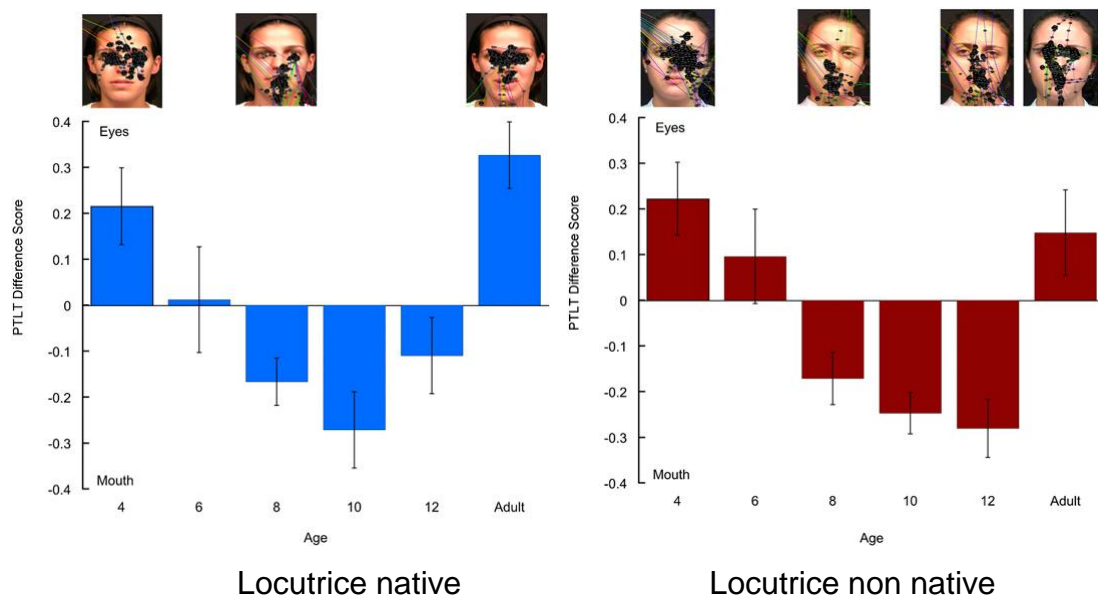 0.4
Eyes
0.3
0.2
0.1
0
-0.1
-0.2
-0.3
Mouth
-0.4
PTLT Difference Score
4 6 8 10 12 Adult
Age
Locutrice native
0.4
Eyes
0.3
0.2
0.1
0
-0.1
-0.2
-0.3
Mouth
-0.4
PTLT Difference Score
4 6 8 10 12 Adult
Age
Locutrice non native